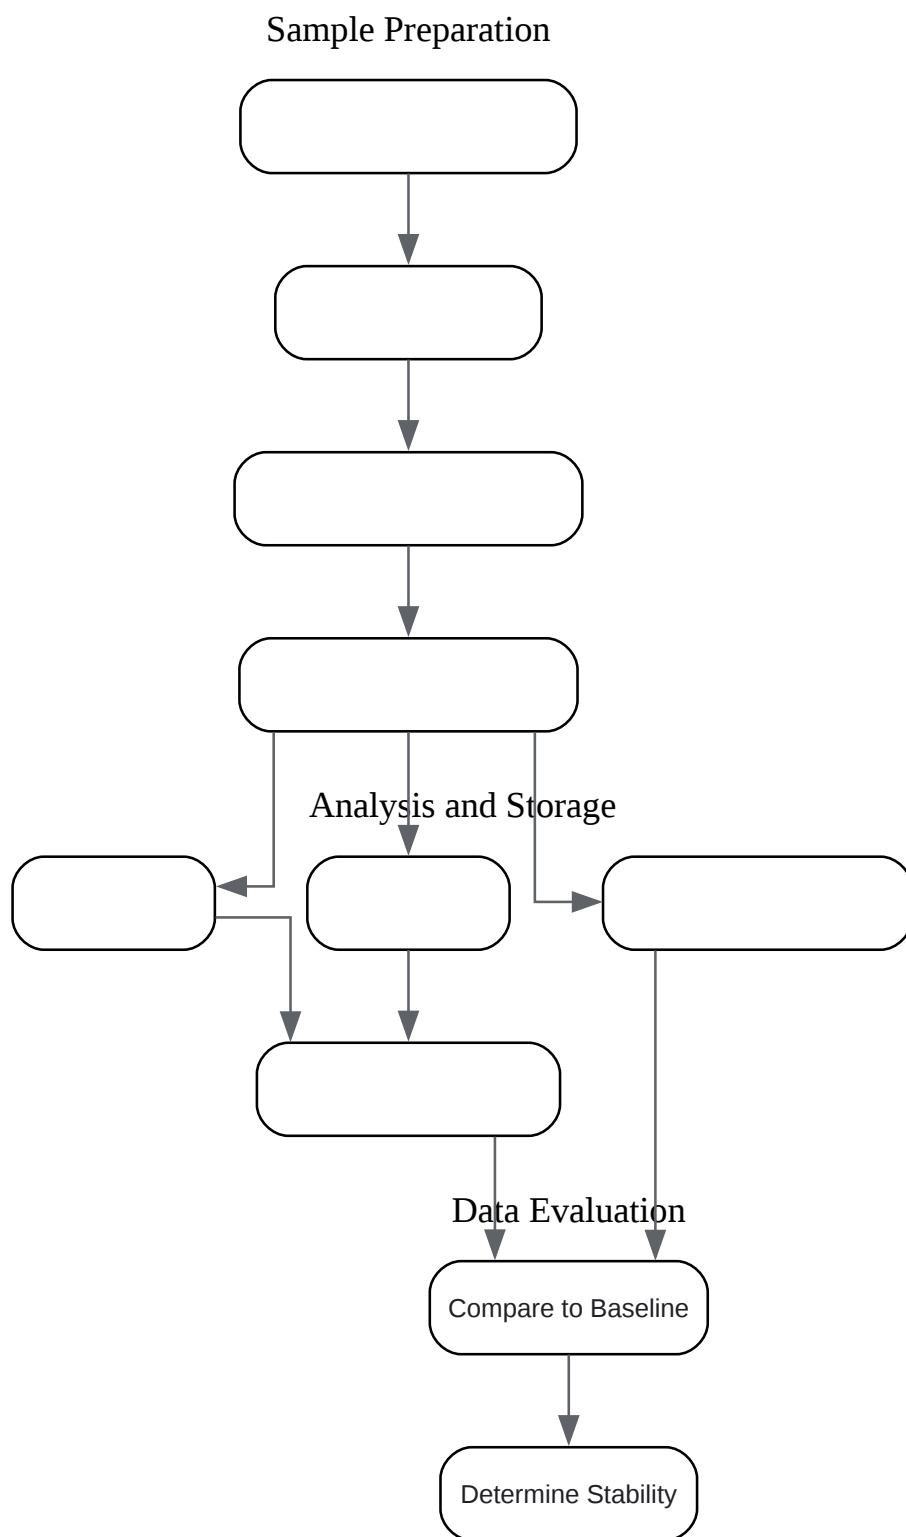 Sample Preparation
Analysis and Storage
Data Evaluation
Compare to Baseline
Determine Stability